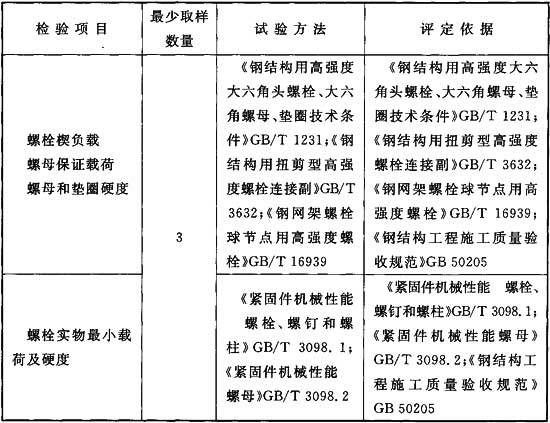 检验项目
最少取样
数量
试验方法
评定依据
螺栓楔负载
螺母保证载荷
螺母和垫圈硬度
3
《钢结构用高强度
大六角头螺栓、大六
角螺母、垫圈技术条
件》GB/T 1231;《钢
结构用扭剪型高强
度螺栓连接副》GB/T
3632;《钢网架螺栓
球节点用高强度螺
栓》GB/T 16939
《钢结构用高强度大六
角头螺栓、大六角螺母、垫
圈技术条件》GB/T 1231;
《钢结构用扭剪型高强度
螺栓连接副》GB/T 3632;
《钢网架螺栓球节点用高
强度螺栓》GB/T 16939;
《钢结构工程施工质量验
收规范》GB 50205
螺栓实物最小载
荷及硬度
《紧固件机械性能
螺栓、螺钉和螺
柱》GB/T 3098.1;
《紧固件机械性能
螺母》GB/T 3098.2
《紧固件机械性能 螺栓、
螺钉和螺柱》GB/T 3098.1;
《紧固件机械性能螺母》
GB/T 3098.2;《钢结构工
程施工质量验收规范》
GB 50205